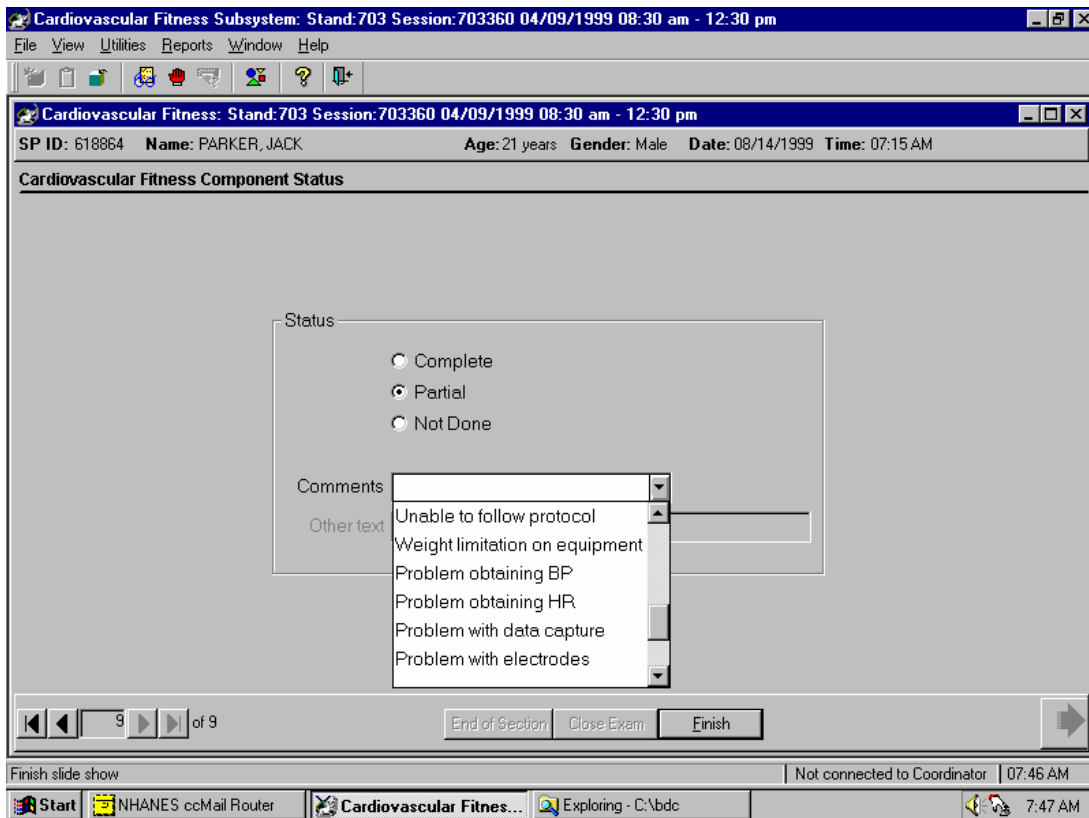 Cardiovascular Fitness Subsystem: Stand:703 Session:703360 04/09/1999 08:30 am - 12:30 pm
File View Utilities Reports Window Help
Cardiovascular Fitness: Stand:703 Session:703360 04/09/1999 08:30 am - 12:30 pm
SP ID: 618864 Name: PARKER, JACK Age: 21 years Gender: Male Date: 08/14/1999 Time: 07:15 AM
Cardiovascular Fitness Component Status
Status
Complete
Partial
Not Done
Comments
Other text
Unable to follow protocol
Weight limitation on equipment
Problem obtaining BP
Problem obtaining HR
Problem with data capture
Problem with electrodes
9 of 9 End of Section Close Exam Finish
Finish slide show Not connected to Coordinator 07:46 AM
Start NHANES ccMail Router Cardiovascular Fitnes... Exploring - C:\bdc 7:47 AM